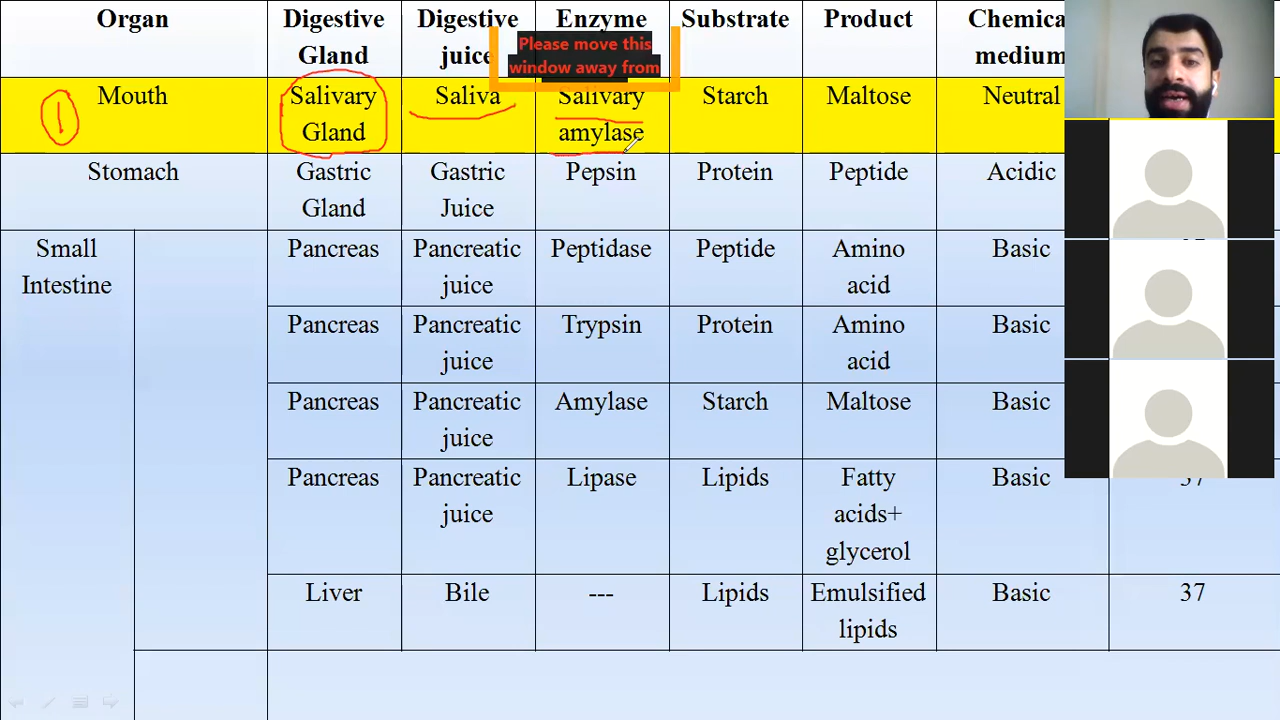 Organ Digestive Digestive Enzyme Substrate Product
Gland juice medium
Please move this
window away from
1 Mouth Salivary Saliva Salivary Starch Maltose Neutral
Gland amylase
Stomach Gastric Gastric Pepsin Protein Peptide Acidic
Gland Juice
Small Pancreas Pancreatic Peptidase Peptide Amino Basic
Intestine juice acid
Pancreas Pancreatic Trypsin Protein Amino Basic
juice acid
Pancreas Pancreatic Amylase Starch Maltose Basic
juice
Pancreas Pancreatic Lipase Lipids Fatty Basic 37
juice acids+
glycerol
Liver Bile --- Lipids Emulsified Basic 37
lipids